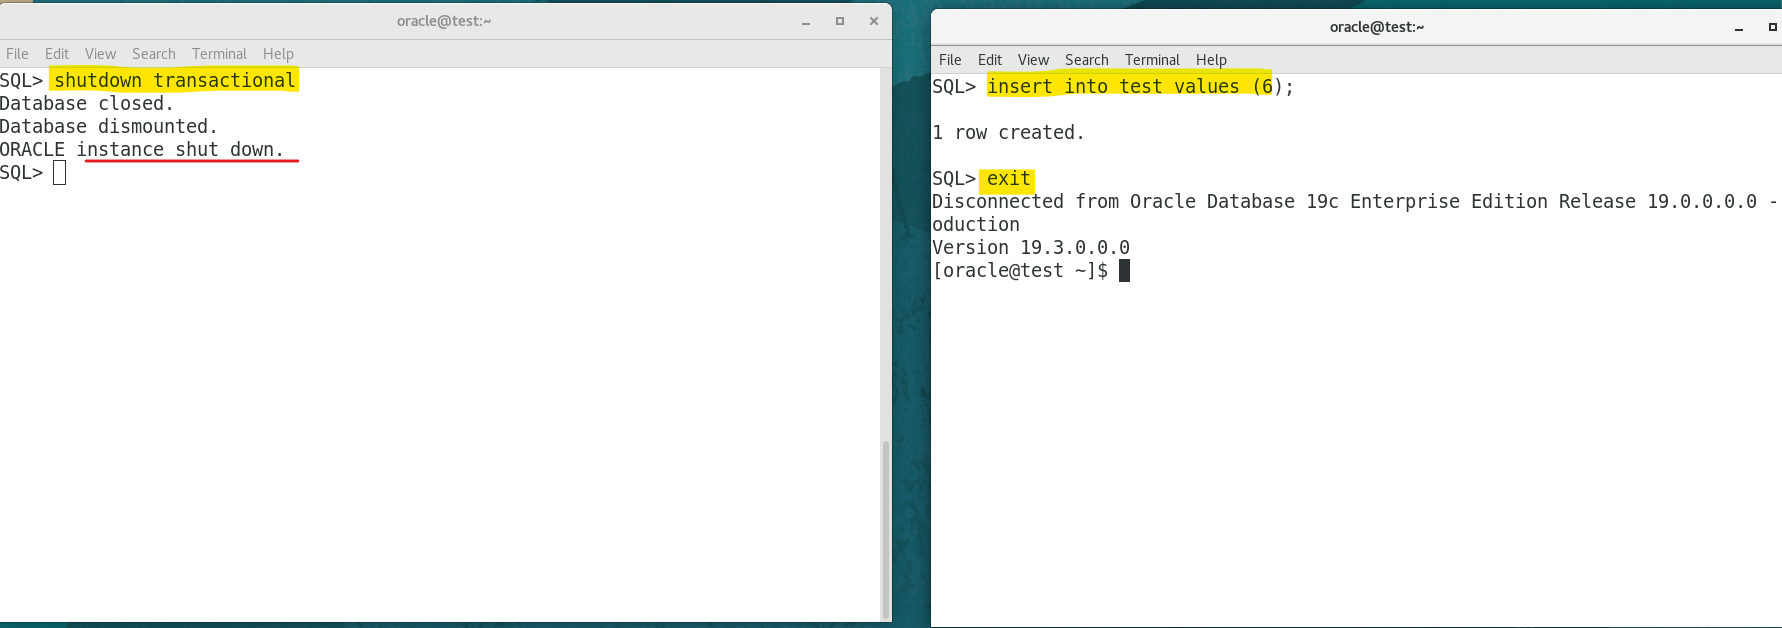 oracle@test:~
File Edit View Search Terminal Help
SQL> shutdown transactional
Database closed.
Database dismounted.
ORACLE instance shut down.
SQL>
oracle@test:~
File Edit View Search Terminal Help
SQL> insert into test values (6);
1 row created.
SQL> exit
Disconnected from Oracle Database 19c Enterprise Edition Release 19.0.0.0.0 -
oduction
Version 19.3.0.0.0
[oracle@test ~]$